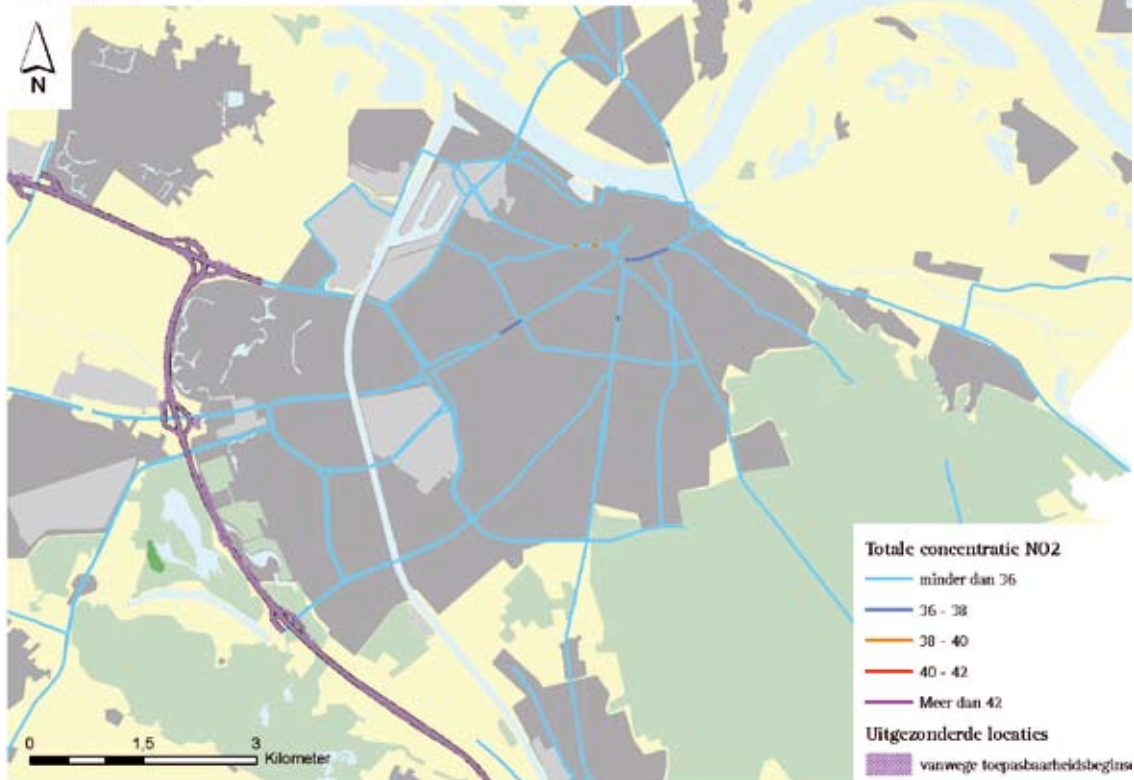 N
Totale concentratie NO2
minder dan 36
36 - 38
38 - 40
40 - 42
Meer dan 42
Uitgezonderde locaties
vanwege
0 1,5 3
Kilometer